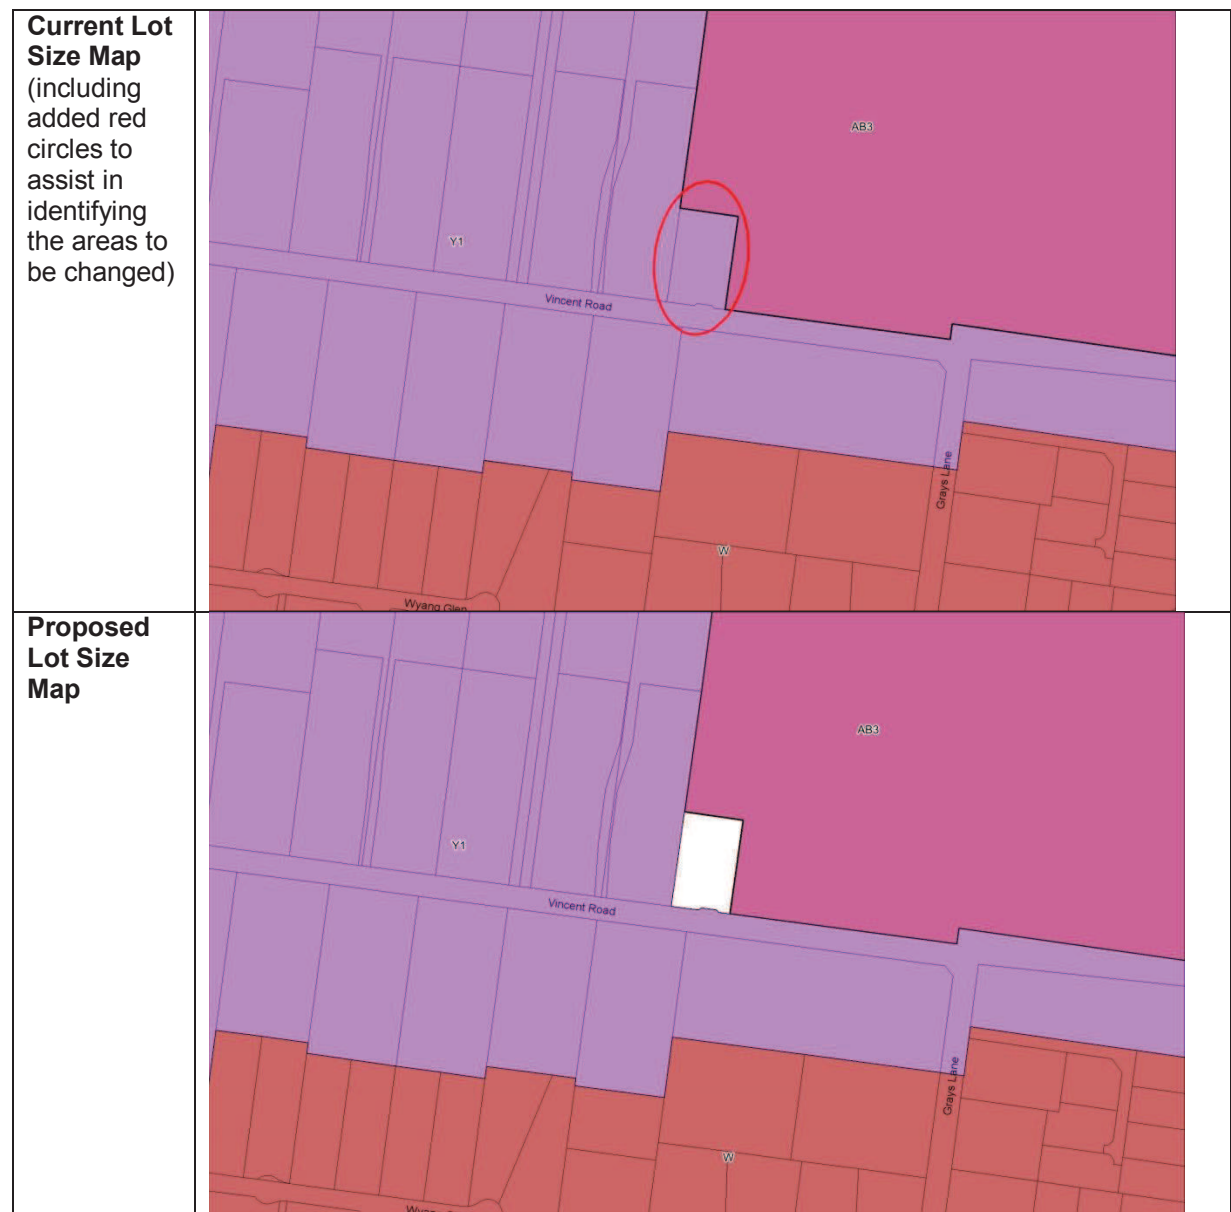 Current Lot
Size Map
(including
added red
circles to
assist in
identifying
the areas to
be changed)
AB3
Y1
Vincent Road
Grays Lane
W
Wyang Glen
Proposed
Lot Size
Map
AB3
Y1
Vincent Road
Grays Lane
W